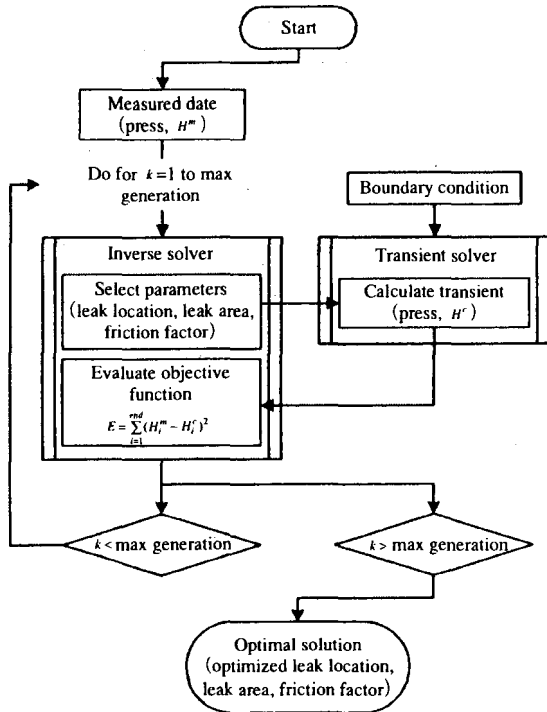 Start
Measured date
(press, H^m)
Do for k=1 to max
generation
Boundary condition
Inverse solver
Transient solver
Select parameters
(leak location, leak area,
friction factor)
Calculate transient
(press, H^c)
Evaluate objective
function
E = \sum_{i=1}^{rnd} (H_i^m - H_i^c)^2
k < max generation
k > max generation
Optimal solution
(optimized leak location,
leak area, friction factor)